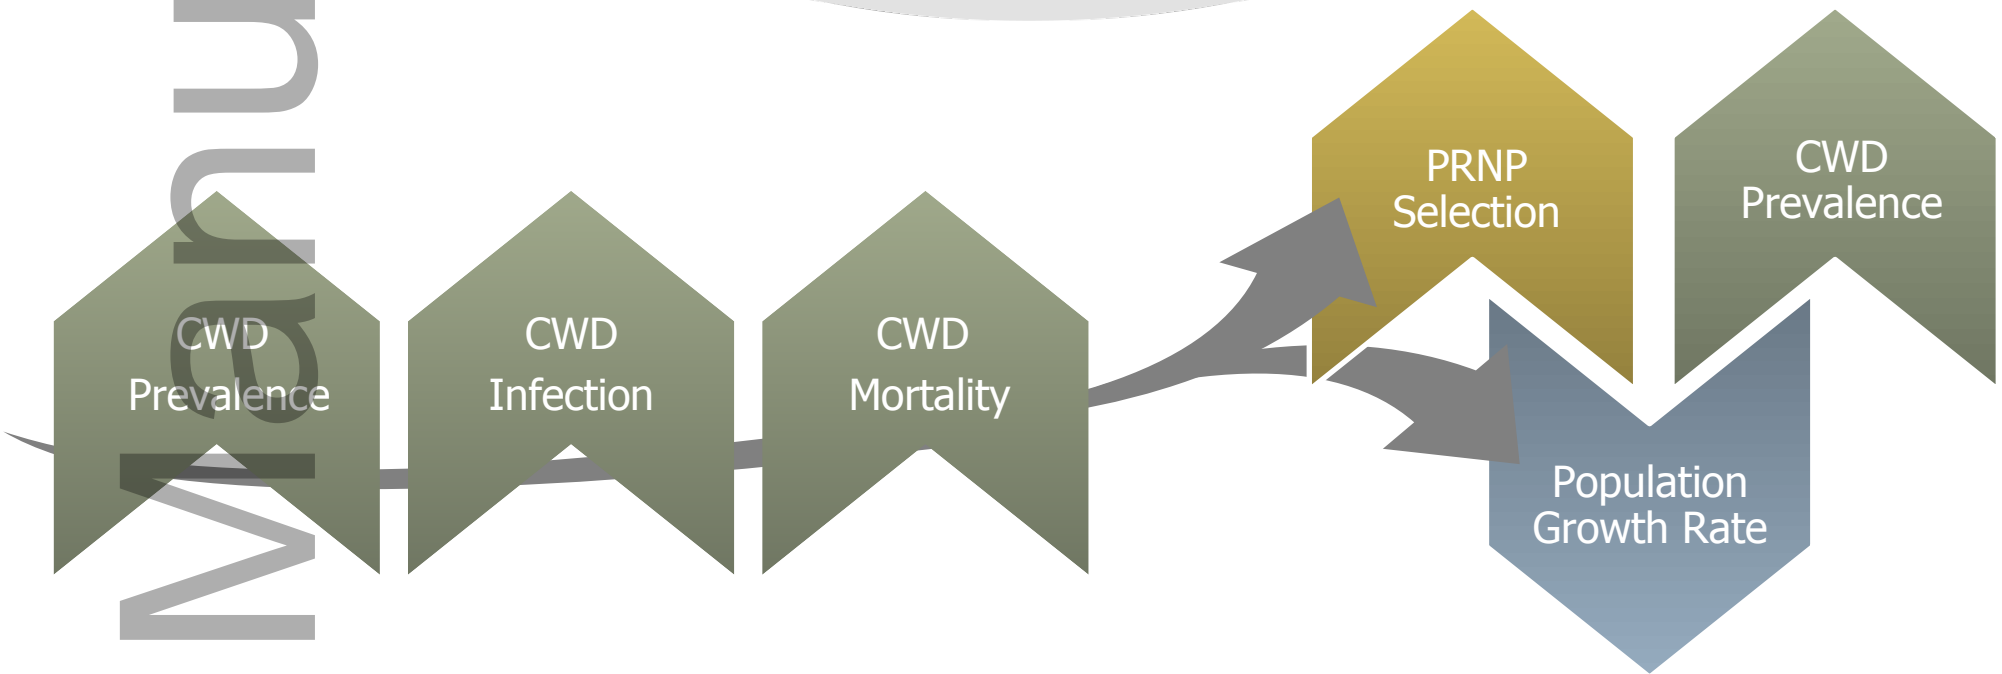 Manu
CWD
Prevalence
CWD
Infection
CWD
Mortality
PRNP
Selection
CWD
Prevalence
Population
Growth Rate